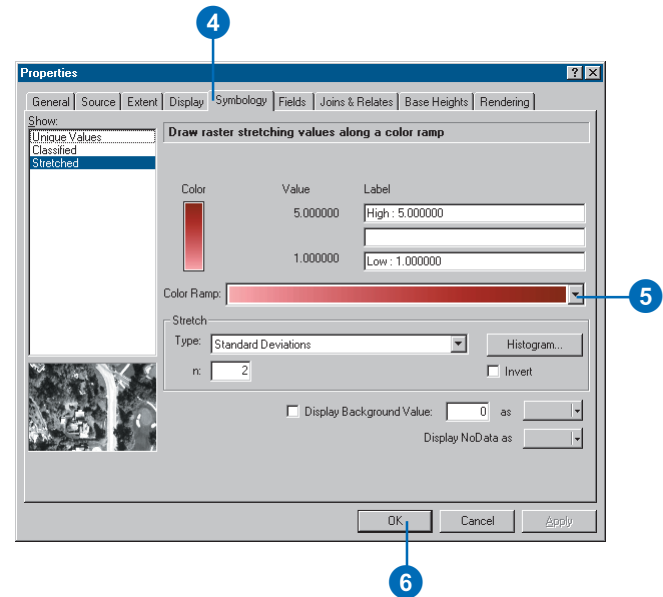 4
Properties
General Source Extent Display Symbology Fields Joins & Relates Base Heights Rendering
Show:
Unique Values
Classified
Stretched
Draw raster stretching values along a color ramp
Color Value Label
5.000000 High : 5.000000
1.000000 Low : 1.000000
Color Ramp:
5
Stretch
Type: Standard Deviations Histogram...
n: 2 Invert
Display Background Value: 0 as
Display NoData as
OK Cancel Apply
6